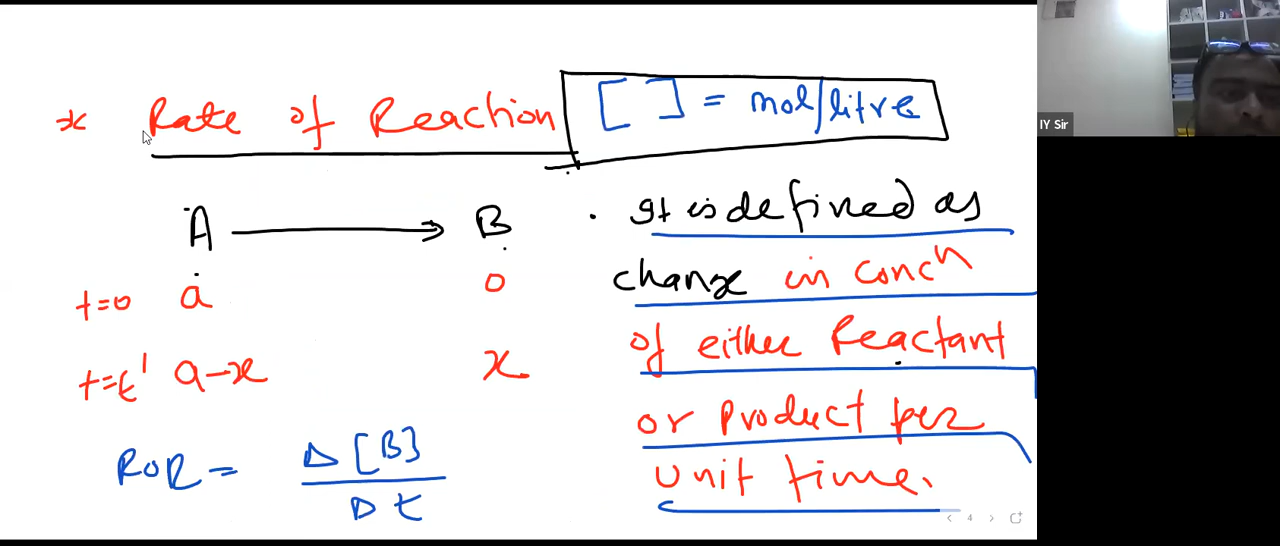 × Rate of Reaction [ ] = mol/litre
A → B
t=0 a 0
t=t' a-x x
ROR = Δ[B]
Δt
• It is defined as
change in concn
of either Reactant
or product per
unit time.
IY Sir
4